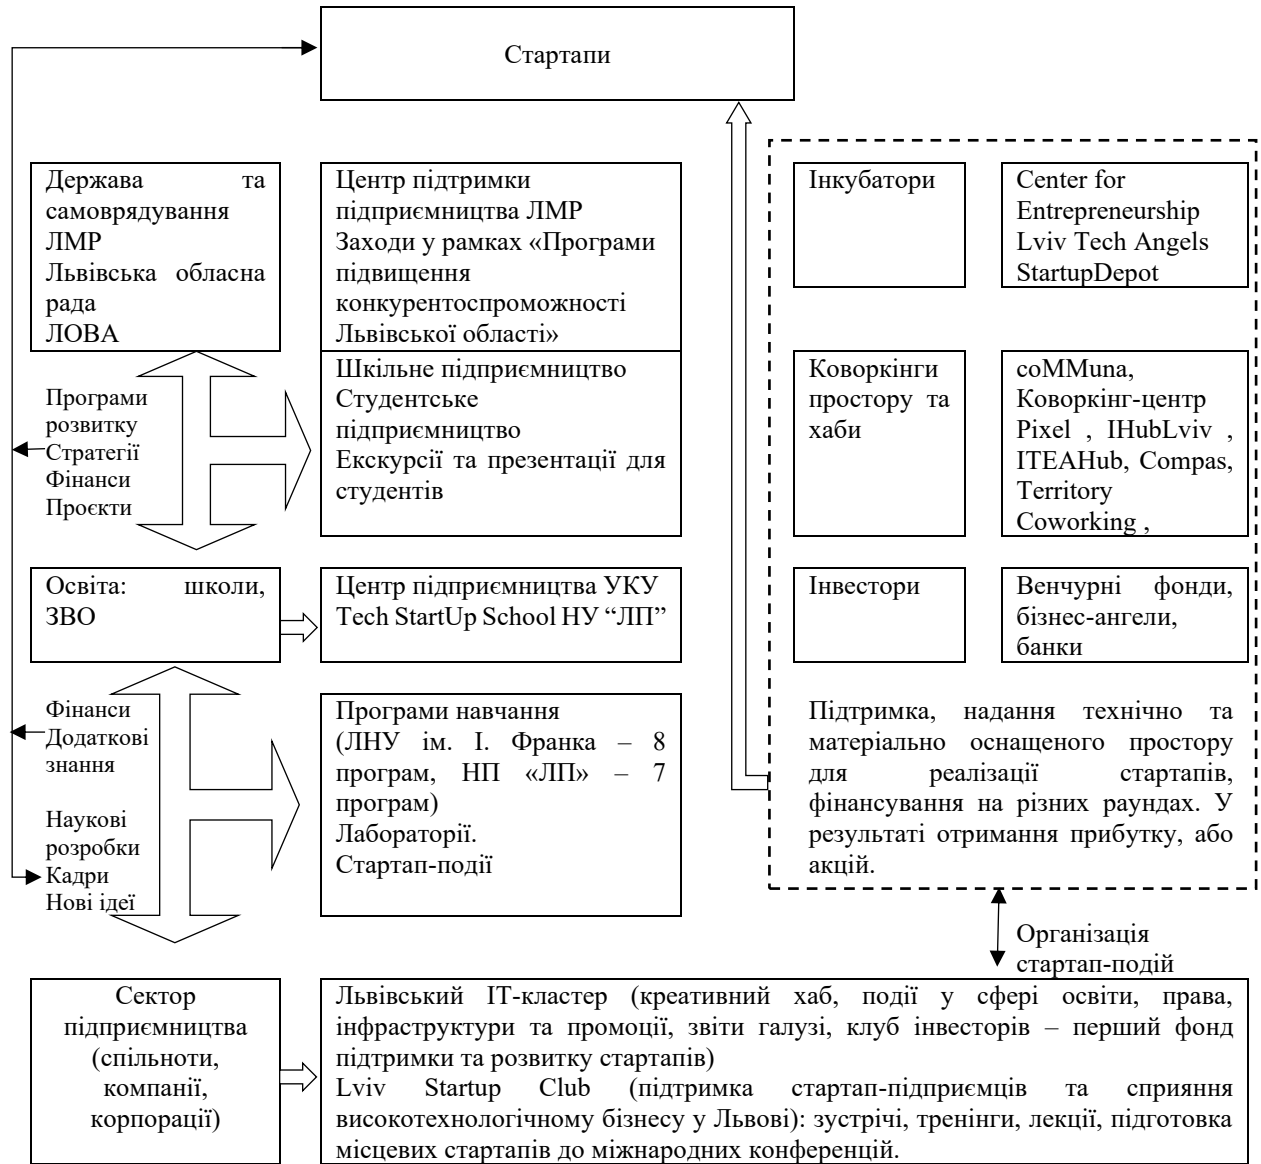 Стартапи
Держава та
самоврядування
ЛМР
Львівська обласна
рада
ЛОВА
Центр підтримки
підприємництва ЛМР
Заходи у рамках «Програми
підвищення
конкурентоспроможності
Львівської області»
Інкубатори
Center for
Entrepreneurship
Lviv Tech Angels
StartupDepot
Програми
розвитку
Стратегії
Фінанси
Проєкти
Шкільне підприємництво
Студентське
підприємництво
Екскурсії та презентації для
студентів
Коворкінги
простору та
хаби
coMMuna,
Коворкінг-центр
Pixel , IHubLviv ,
ITEAHub, Compas,
Territory
Coworking ,
Освіта: школи,
ЗВО
Центр підприємництва УКУ
Tech StartUp School НУ “ЛП”
Інвестори
Венчурні фонди,
бізнес-ангели,
банки
Фінанси
Додаткові
знання
Наукові
розробки
Кадри
Нові ідеї
Програми навчання
(ЛНУ ім. І. Франка – 8
програм, НП «ЛП» – 7
програм)
Лабораторії.
Стартап-події
Підтримка, надання технічно та
матеріально оснащеного простору
для реалізації стартапів,
фінансування на різних раундах. У
результаті отримання прибутку, або
акцій.
Організація
стартап-подій
Сектор
підприємництва
(спільноти,
компанії,
корпорації)
Львівський ІТ-кластер (креативний хаб, події у сфері освіти, права,
інфраструктури та промоції, звіти галузі, клуб інвесторів – перший фонд
підтримки та розвитку стартапів)
Lviv Startup Club (підтримка стартап-підприємців та сприяння
високотехнологічному бізнесу у Львові): зустрічі, тренінги, лекції, підготовка
місцевих стартапів до міжнародних конференцій.